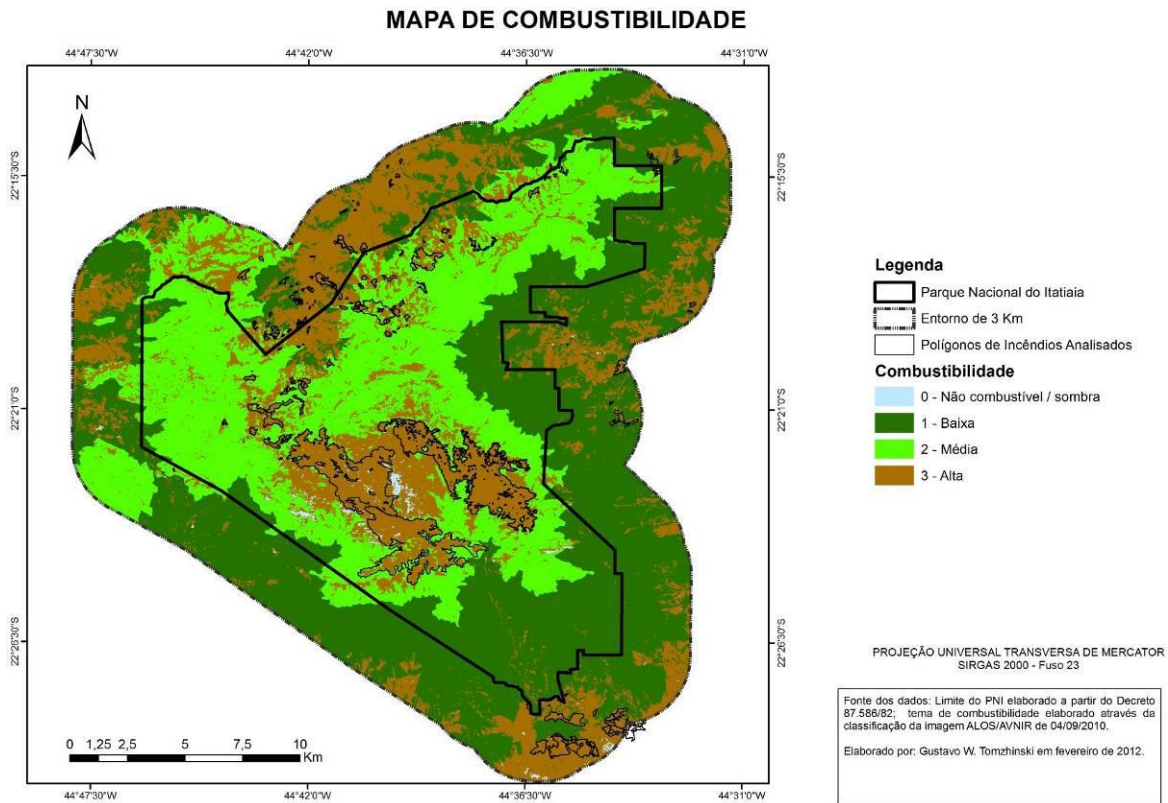 MAPA DE COMBUSTIBILIDADE
44°47'30"W
44°42'0"W
44°36'30"W
44°31'0"W
N
22°15'30"S
22°15'30"S
22°21'0"S
22°21'0"S
22°26'30"S
22°26'30"S
Legenda
Parque Nacional do Itatiaia
Entorno de 3 Km
Polígonos de Incêndios Analisados
Combustibilidade
0 - Não combustível / sombra
1 - Baixa
2 - Média
3 - Alta
PROJEÇÃO UNIVERSAL TRANSVERSA DE MERCATOR
SIRGAS 2000 - Fuso 23
Fonte dos dados: Limite do PNI elaborado a partir do Decreto
87.586/82; tema de combustibilidade elaborado através da
classificação da imagem ALOS/AVNIR de 04/09/2010.
Elaborado por: Gustavo W. Tomzhinski em fevereiro de 2012.
0 1,25 2,5 5 7,5 10
Km
44°47'30"W
44°42'0"W
44°36'30"W
44°31'0"W